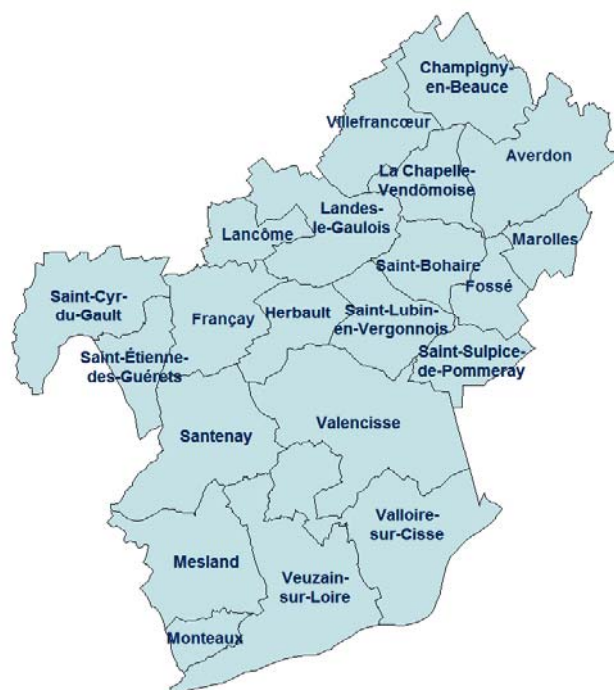 Champigny-
en-Beauce
Villefrancœur
Averdon
La Chapelle-
Vendômoise
Landes-
le-Gaulois
Lancôme
Marolles
Saint-Bohaire
Fossé
Saint-Cyr-
du-Gault
Françay
Herbault
Saint-Lubin-
en-Vergonnois
Saint-Étienne-
des-Guérets
Saint-Sulpice-
de-Pommeray
Santenay
Valencisse
Valloire-
sur-Cisse
Mesland
Veuzain-
sur-Loire
Monteaux